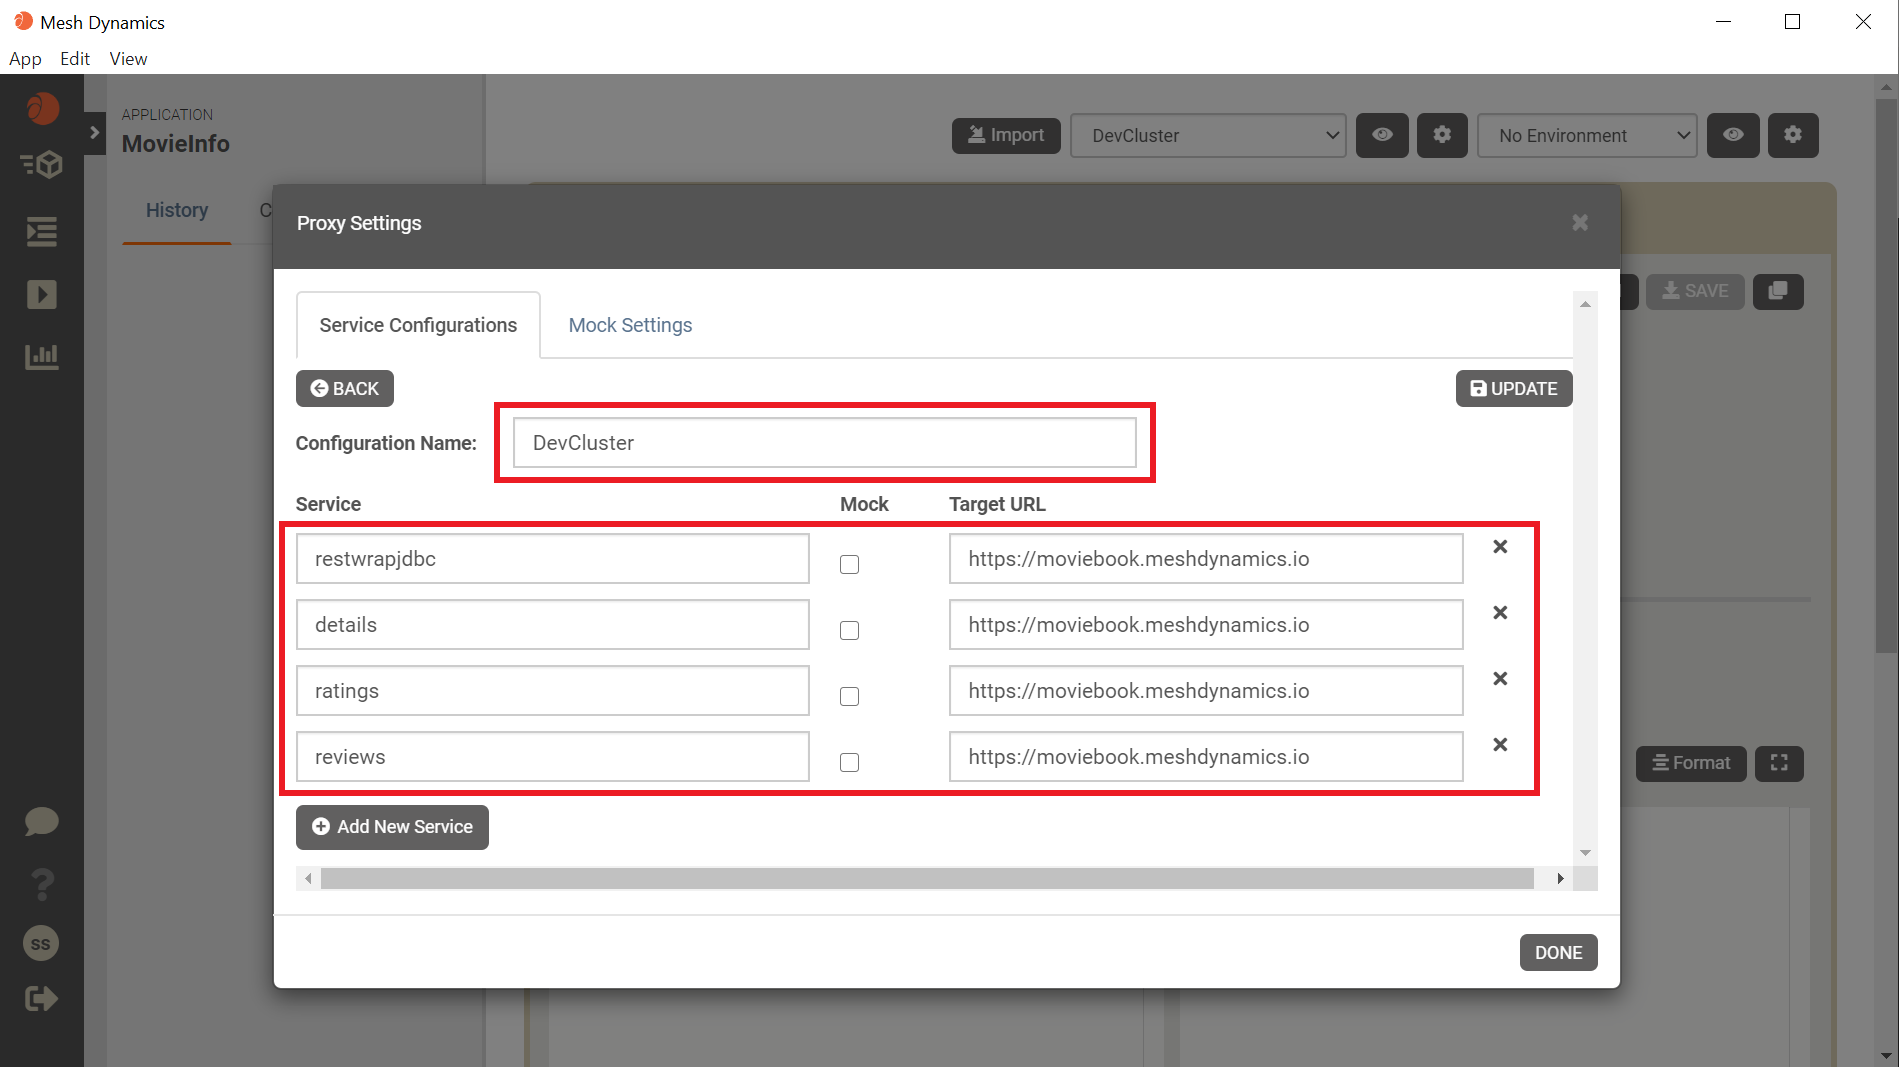 Mesh Dynamics
App Edit View
APPLICATION
MovieInfo
Import DevCluster No Environment
History C
Proxy Settings
SAVE
Service Configurations Mock Settings
BACK UPDATE
Configuration Name: DevCluster
Service Mock Target URL
restwrapjdbc https://moviebook.meshdynamics.io
details https://moviebook.meshdynamics.io
ratings https://moviebook.meshdynamics.io
reviews https://moviebook.meshdynamics.io
Format
Add New Service
SS
DONE